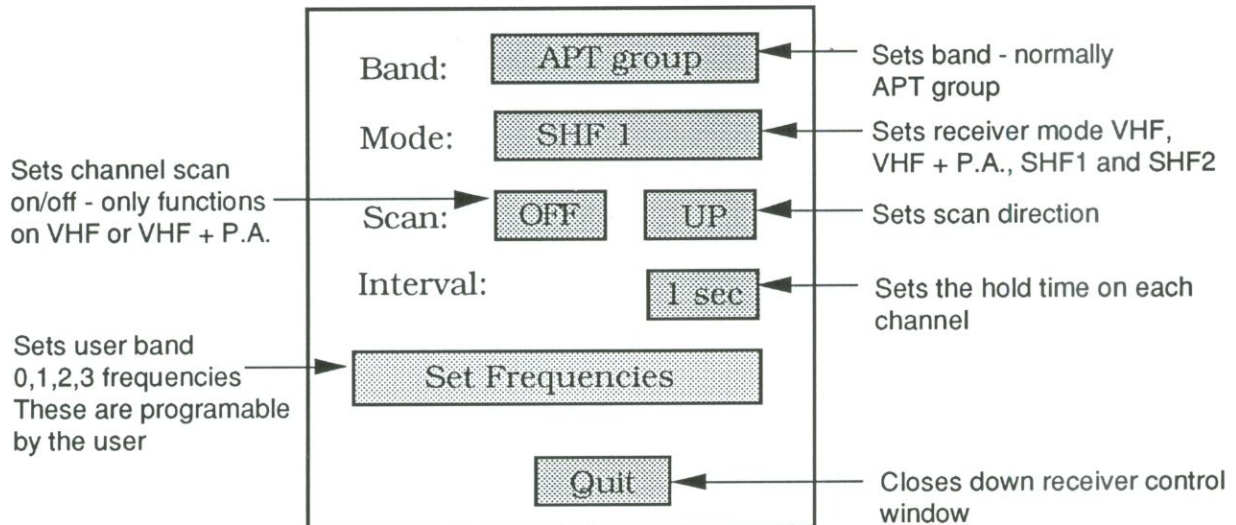 Band:
APT group
Sets band - normally
APT group
Mode:
SHF 1
Sets receiver mode VHF,
VHF + P.A., SHF1 and SHF2
Sets channel scan
on/off - only functions
on VHF or VHF + P.A.
Scan:
OFF
UP
Sets scan direction
Interval:
1 sec
Sets the hold time on each
channel
Sets user band
0,1,2,3 frequencies
These are programable
by the user
Set Frequencies
Quit
Closes down receiver control
window